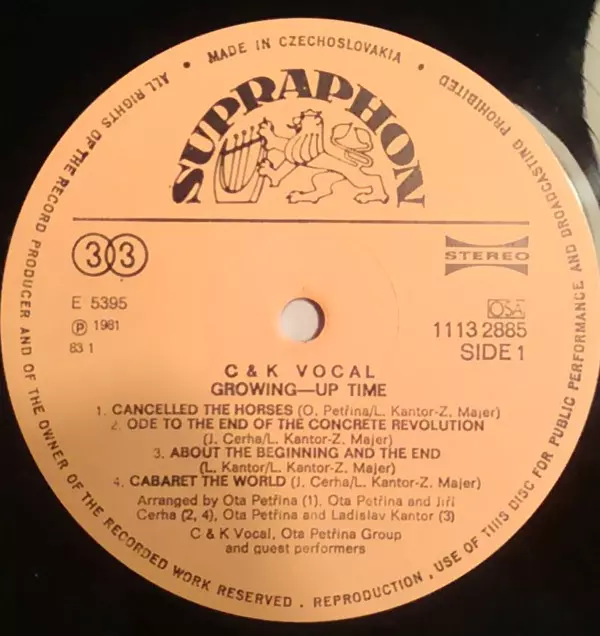 MADE IN CZECHOSLOVAKIA •
ALL RIGHTS OF THE RECORD PRODUCER AND OF THE OWNER OF THE RECORDED WORK RESERVED . REPRODUCTION , USE OF THIS DISC FOR PUBLIC PERFORMANCE AND BROADCASTING PROHIBITED
SUPRAPHON
33
STEREO
E 5395
℗ 1981
83 1
OSA
1113 2885
SIDE 1
C & K VOCAL
GROWING—UP TIME
1. CANCELLED THE HORSES (O. Petřina/L. Kantor-Z. Majer)
2. ODE TO THE END OF THE CONCRETE REVOLUTION
(J. Cerha/L. Kantor-Z. Majer)
3. ABOUT THE BEGINNING AND THE END
(L. Kantor/L. Kantor-Z. Majer)
4. CABARET THE WORLD (J. Cerha/L. Kantor-Z. Majer)
Arranged by Ota Petřina (1), Ota Petřina and Jiří
Cerha (2, 4), Ota Petřina and Ladislav Kantor (3)
C & K Vocal, Ota Petřina Group
and guest performers